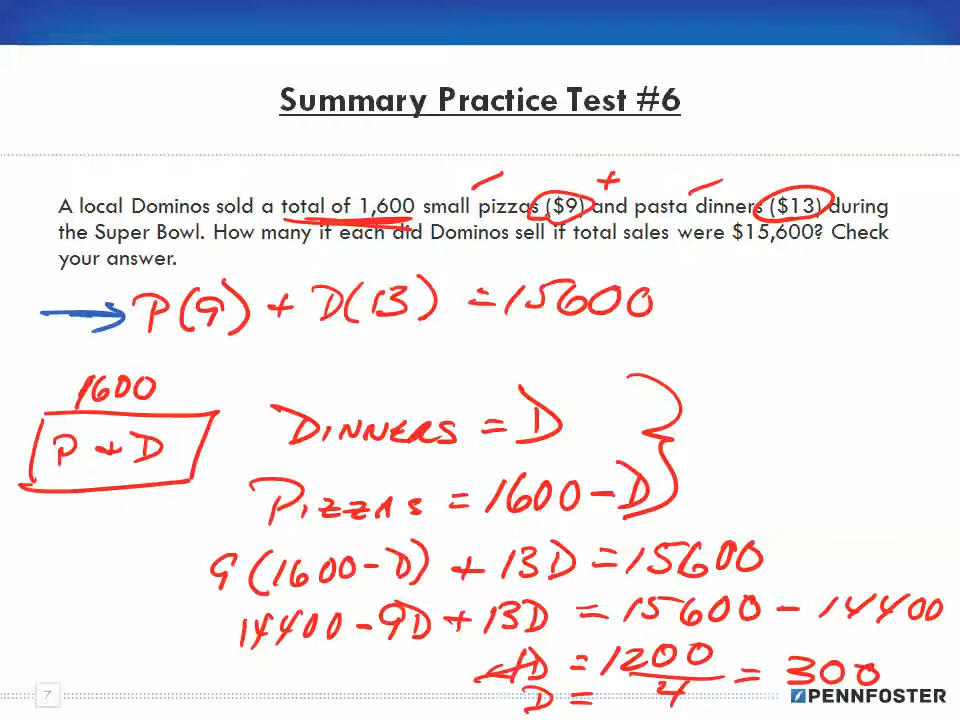 Summary Practice Test #6
A local Dominos sold a total of 1,600 small pizzas ($9) and pasta dinners ($13) during
the Super Bowl. How many if each did Dominos sell if total sales were $15,600? Check
your answer.
+
P(9) + D(13) = 15600
1600
P + D
DINNERS = D
PIZZAS = 1600 - D
9(1600 - D) + 13D = 15600
14400 - 9D + 13D = 15600 - 14400
4D = 1200/4 = 300
D =
7
PENNFOSTER